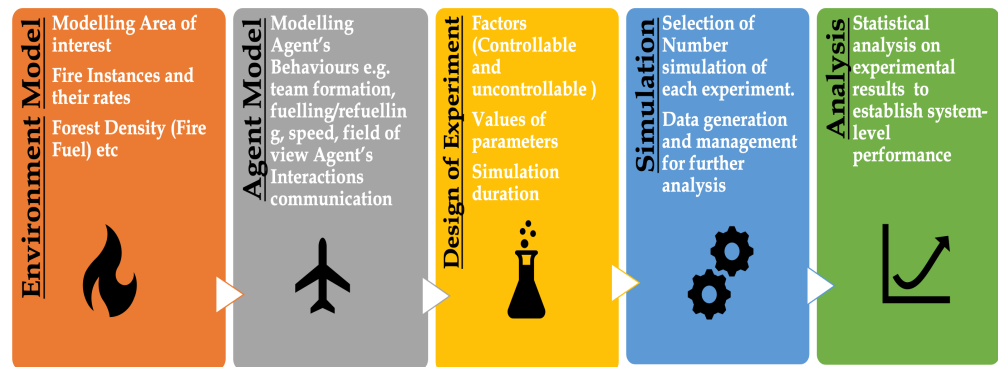 Environment Model
Modelling Area of
interest
Fire Instances and
their rates
Forest Density (Fire
Fuel) etc
Agent Model
Modelling
Agent’s
Behaviours e.g.
team formation,
fuelling/refuellin
g, speed, field of
view Agent’s
Interactions
communication
Design of Experiment
Factors
(Controllable
and
uncontrollable )
Values of
parameters
Simulation
duration
Simulation
Selection of
Number
simulation of
each experiment.
Data generation
and management
for further
analysis
Analysis
Statistical
analysis on
experimental
results to
establish system-
level
performance